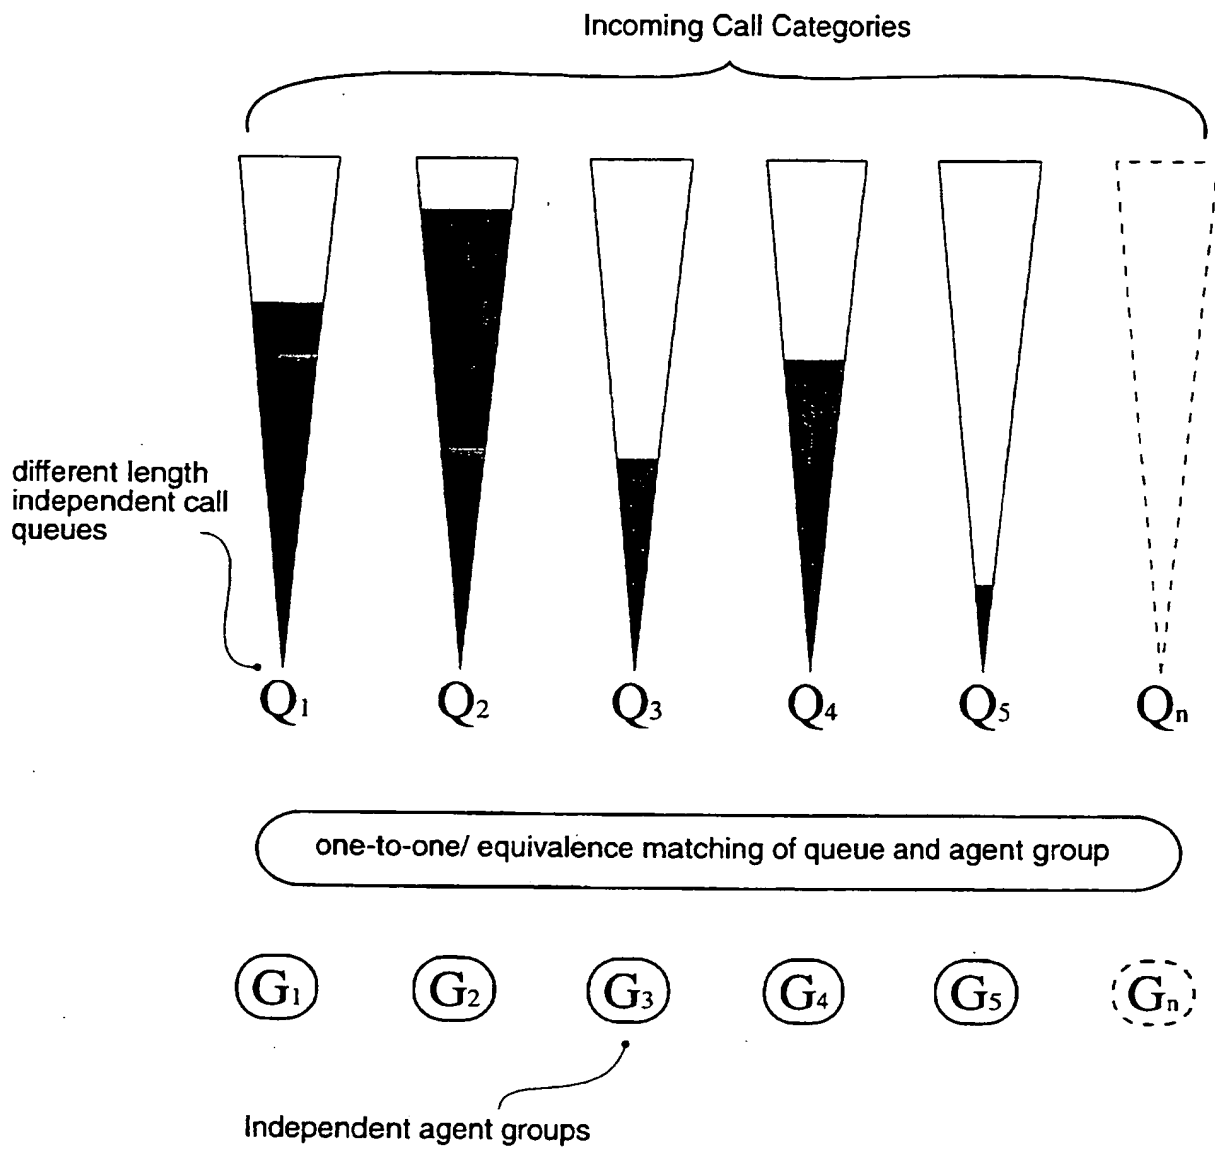 Incoming Call Categories
different length
independent call
queues
Q1 Q2 Q3 Q4 Q5 Qn
one-to-one/ equivalence matching of queue and agent group
G1 G2 G3 G4 G5 Gn
Independent agent groups